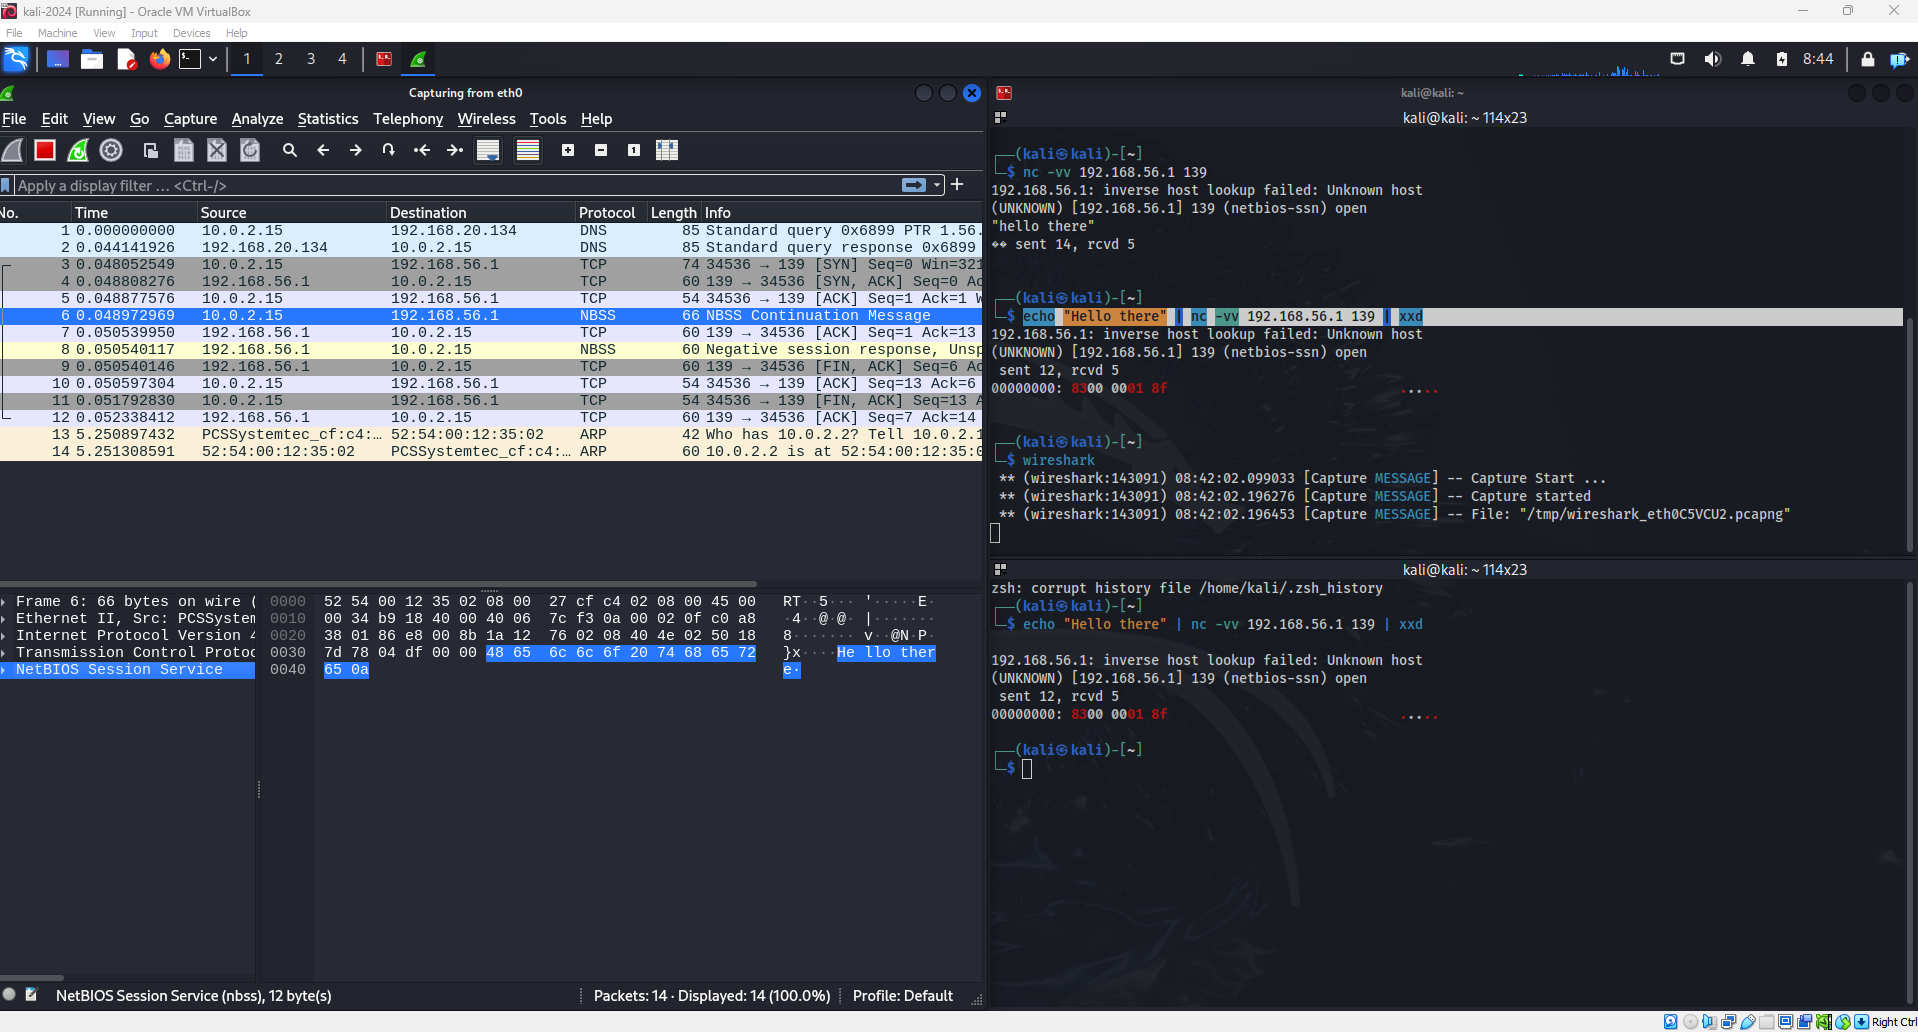 kali-2024 [Running] - Oracle VM VirtualBox
File Machine View Input Devices Help
1 2 3 4
8:44
Capturing from eth0
File Edit View Go Capture Analyze Statistics Telephony Wireless Tools Help
Apply a display filter … <Ctrl-/>
No. Time Source Destination Protocol Length Info
1 0.000000000 10.0.2.15 192.168.20.134 DNS 85 Standard query 0x6899 PTR 1.56.
2 0.044141926 192.168.20.134 10.0.2.15 DNS 85 Standard query response 0x6899
3 0.048052549 10.0.2.15 192.168.56.1 TCP 74 34536 → 139 [SYN] Seq=0 Win=321
4 0.048808276 192.168.56.1 10.0.2.15 TCP 60 139 → 34536 [SYN, ACK] Seq=0 Ac
5 0.048877576 10.0.2.15 192.168.56.1 TCP 54 34536 → 139 [ACK] Seq=1 Ack=1 W
6 0.048972969 10.0.2.15 192.168.56.1 NBSS 66 NBSS Continuation Message
7 0.050539950 192.168.56.1 10.0.2.15 TCP 60 139 → 34536 [ACK] Seq=1 Ack=13
8 0.050540117 192.168.56.1 10.0.2.15 NBSS 60 Negative session response, Unsp
9 0.050540146 192.168.56.1 10.0.2.15 TCP 60 139 → 34536 [FIN, ACK] Seq=6 Ac
10 0.050597304 10.0.2.15 192.168.56.1 TCP 54 34536 → 139 [ACK] Seq=13 Ack=6
11 0.051792830 10.0.2.15 192.168.56.1 TCP 54 34536 → 139 [FIN, ACK] Seq=13 A
12 0.052338412 192.168.56.1 10.0.2.15 TCP 60 139 → 34536 [ACK] Seq=7 Ack=14
13 5.250897432 PCSSystemtec_cf:c4:… 52:54:00:12:35:02 ARP 42 Who has 10.0.2.2? Tell 10.0.2.1
14 5.251308591 52:54:00:12:35:02 PCSSystemtec_cf:c4:… ARP 60 10.0.2.2 is at 52:54:00:12:35:0
Frame 6: 66 bytes on wire (
Ethernet II, Src: PCSSystem
Internet Protocol Version 4
Transmission Control Protoc
NetBIOS Session Service
0000 52 54 00 12 35 02 08 00 27 cf c4 02 08 00 45 00 RT··5··· '·····E·
0010 00 34 b9 18 40 00 40 06 7c f3 0a 00 02 0f c0 a8 ·4··@·@· |·······
0020 38 01 86 e8 00 8b 1a 12 76 02 08 40 4e 02 50 18 8······· v··@N·P·
0030 7d 78 04 df 00 00 48 65 6c 6c 6f 20 74 68 65 72 }x····He llo ther
0040 65 0a e·
NetBIOS Session Service (nbss), 12 byte(s)
Packets: 14 · Displayed: 14 (100.0%)
Profile: Default
kali@kali: ~
kali@kali: ~ 114x23
(kali㉿kali)-[~]
$ nc -vv 192.168.56.1 139
192.168.56.1: inverse host lookup failed: Unknown host
(UNKNOWN) [192.168.56.1] 139 (netbios-ssn) open
"hello there"
�� sent 14, rcvd 5
(kali㉿kali)-[~]
$ echo "Hello there" | nc -vv 192.168.56.1 139 | xxd
192.168.56.1: inverse host lookup failed: Unknown host
(UNKNOWN) [192.168.56.1] 139 (netbios-ssn) open
sent 12, rcvd 5
00000000: 8300 0001 8f .....
(kali㉿kali)-[~]
$ wireshark
** (wireshark:143091) 08:42:02.099033 [Capture MESSAGE] -- Capture Start ...
** (wireshark:143091) 08:42:02.196276 [Capture MESSAGE] -- Capture started
** (wireshark:143091) 08:42:02.196453 [Capture MESSAGE] -- File: "/tmp/wireshark_eth0C5VCU2.pcapng"
kali@kali: ~ 114x23
zsh: corrupt history file /home/kali/.zsh_history
(kali㉿kali)-[~]
$ echo "Hello there" | nc -vv 192.168.56.1 139 | xxd
192.168.56.1: inverse host lookup failed: Unknown host
(UNKNOWN) [192.168.56.1] 139 (netbios-ssn) open
sent 12, rcvd 5
00000000: 8300 0001 8f .....
(kali㉿kali)-[~]
$
Right Ctrl